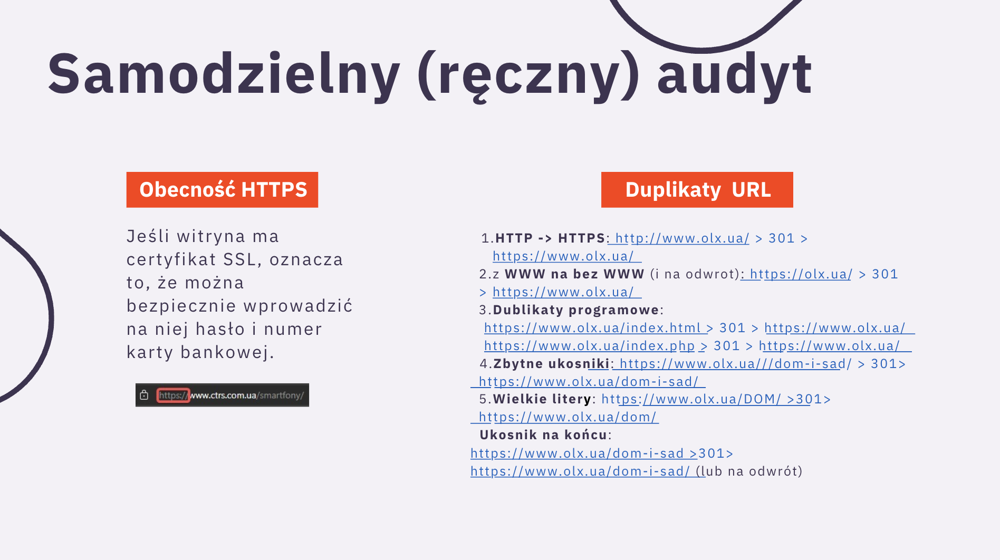 Samodzielny (ręczny) audyt
Obecność HTTPS
Jeśli witryna ma
certyfikat SSL, oznacza
to, że można
bezpiecznie wprowadzić
na niej hasło i numer
karty bankowej.
https://www.ctrs.com.ua/smartfony/
Duplikaty URL
1.HTTP -> HTTPS: http://www.olx.ua/ > 301 >
https://www.olx.ua/
2.z WWW na bez WWW (i na odwrot): https://olx.ua/ > 301
> https://www.olx.ua/
3.Dublikaty programowe:
https://www.olx.ua/index.html > 301 > https://www.olx.ua/
https://www.olx.ua/index.php > 301 > https://www.olx.ua/
4.Zbytne ukosniki: https://www.olx.ua///dom-i-sad/ > 301>
https://www.olx.ua/dom-i-sad/
5.Wielkie litery: https://www.olx.ua/DOM/ >301>
https://www.olx.ua/dom/
Ukosnik na końcu:
https://www.olx.ua/dom-i-sad >301>
https://www.olx.ua/dom-i-sad/ (lub na odwrót)